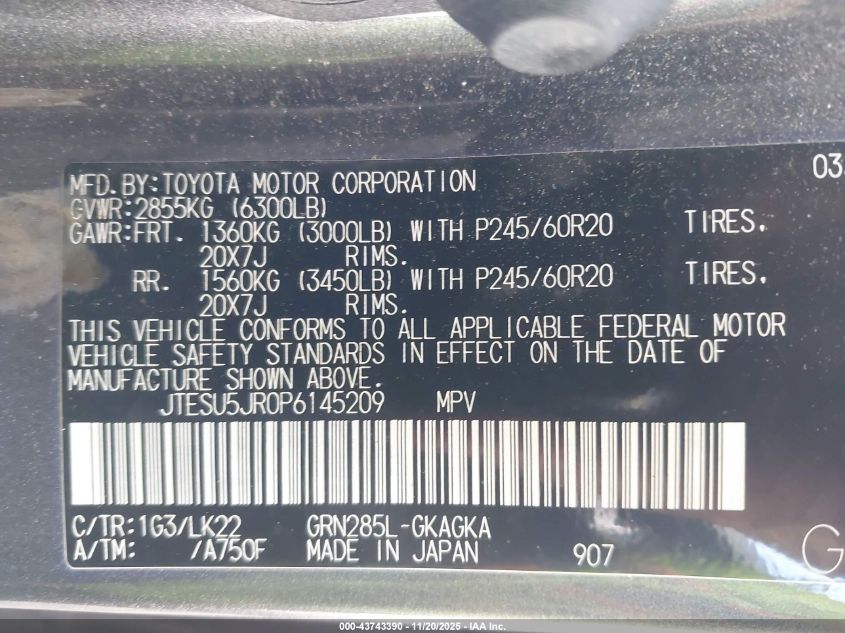 03
MFD.BY:TOYOTA MOTOR CORPORATION
GVWR:2855KG (6300LB)
GAWR:FRT. 1360KG (3000LB) WITH P245/60R20 TIRES.
20X7J RIMS.
RR. 1560KG (3450LB) WITH P245/60R20 TIRES.
20X7J RIMS.
THIS VEHICLE CONFORMS TO ALL APPLICABLE FEDERAL MOTOR
VEHICLE SAFETY STANDARDS IN EFFECT ON THE DATE OF
MANUFACTURE SHOWN ABOVE.
JTESU5JR0P6145209 MPV
C/TR:1G3/LK22 GRN285L-GKAGKA
A/TM: /A750F MADE IN JAPAN 907
G
000-43743390 - 11/20/2025 - IAA Inc.